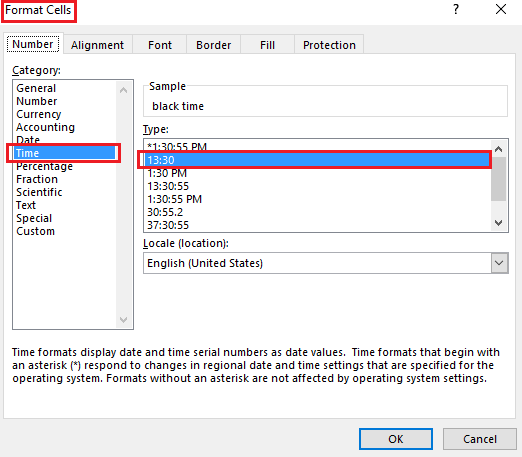 Format Cells
? ×
Number Alignment Font Border Fill Protection
Category:
General
Number
Currency
Accounting
Date
Time
Percentage
Fraction
Scientific
Text
Special
Custom
Sample
black time
Type:
*1:30:55 PM
13:30
1:30 PM
13:30:55
1:30:55 PM
30:55.2
37:30:55
Locale (location):
English (United States)
Time formats display date and time serial numbers as date values.  Time formats that begin with
an asterisk (*) respond to changes in regional date and time settings that are specified for the
operating system. Formats without an asterisk are not affected by operating system settings.
OK Cancel